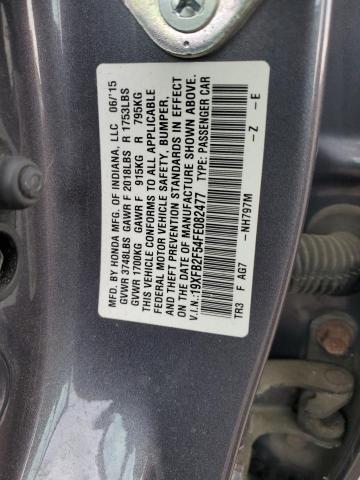 MFD. BY HONDA MFG. OF INDIANA, LLC 06/'15
GVWR 3748LBS GAWR F 2018LBS R 1753LBS
GVWR 1700KG GAWR F 915KG R 795KG
THIS VEHICLE CONFORMS TO ALL APPLICABLE
FEDERAL MOTOR VEHICLE SAFETY, BUMPER,
AND THEFT PREVENTION STANDARDS IN EFFECT
ON THE DATE OF MANUFACTURE SHOWN ABOVE.
V.I.N.:19XFB2F54FE082477 TYPE: PASSENGER CAR
TR3 F AG7 -NH797M -Z -E